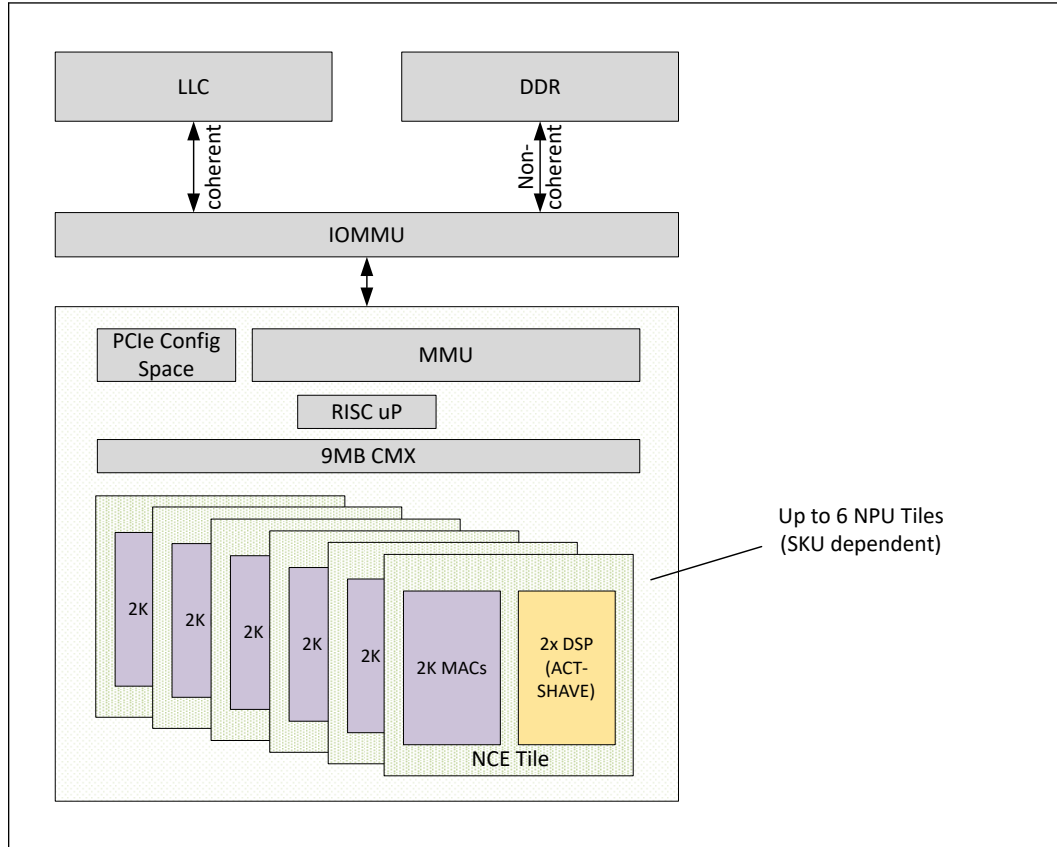 LLC
DDR
coherent
Non-
coherent
IOMMU
PCIe Config
Space
MMU
RISC uP
9MB CMX
2K
2K
2K
2K
2K
2K MACs
2x DSP
(ACT-
SHAVE)
NCE Tile
Up to 6 NPU Tiles
(SKU dependent)